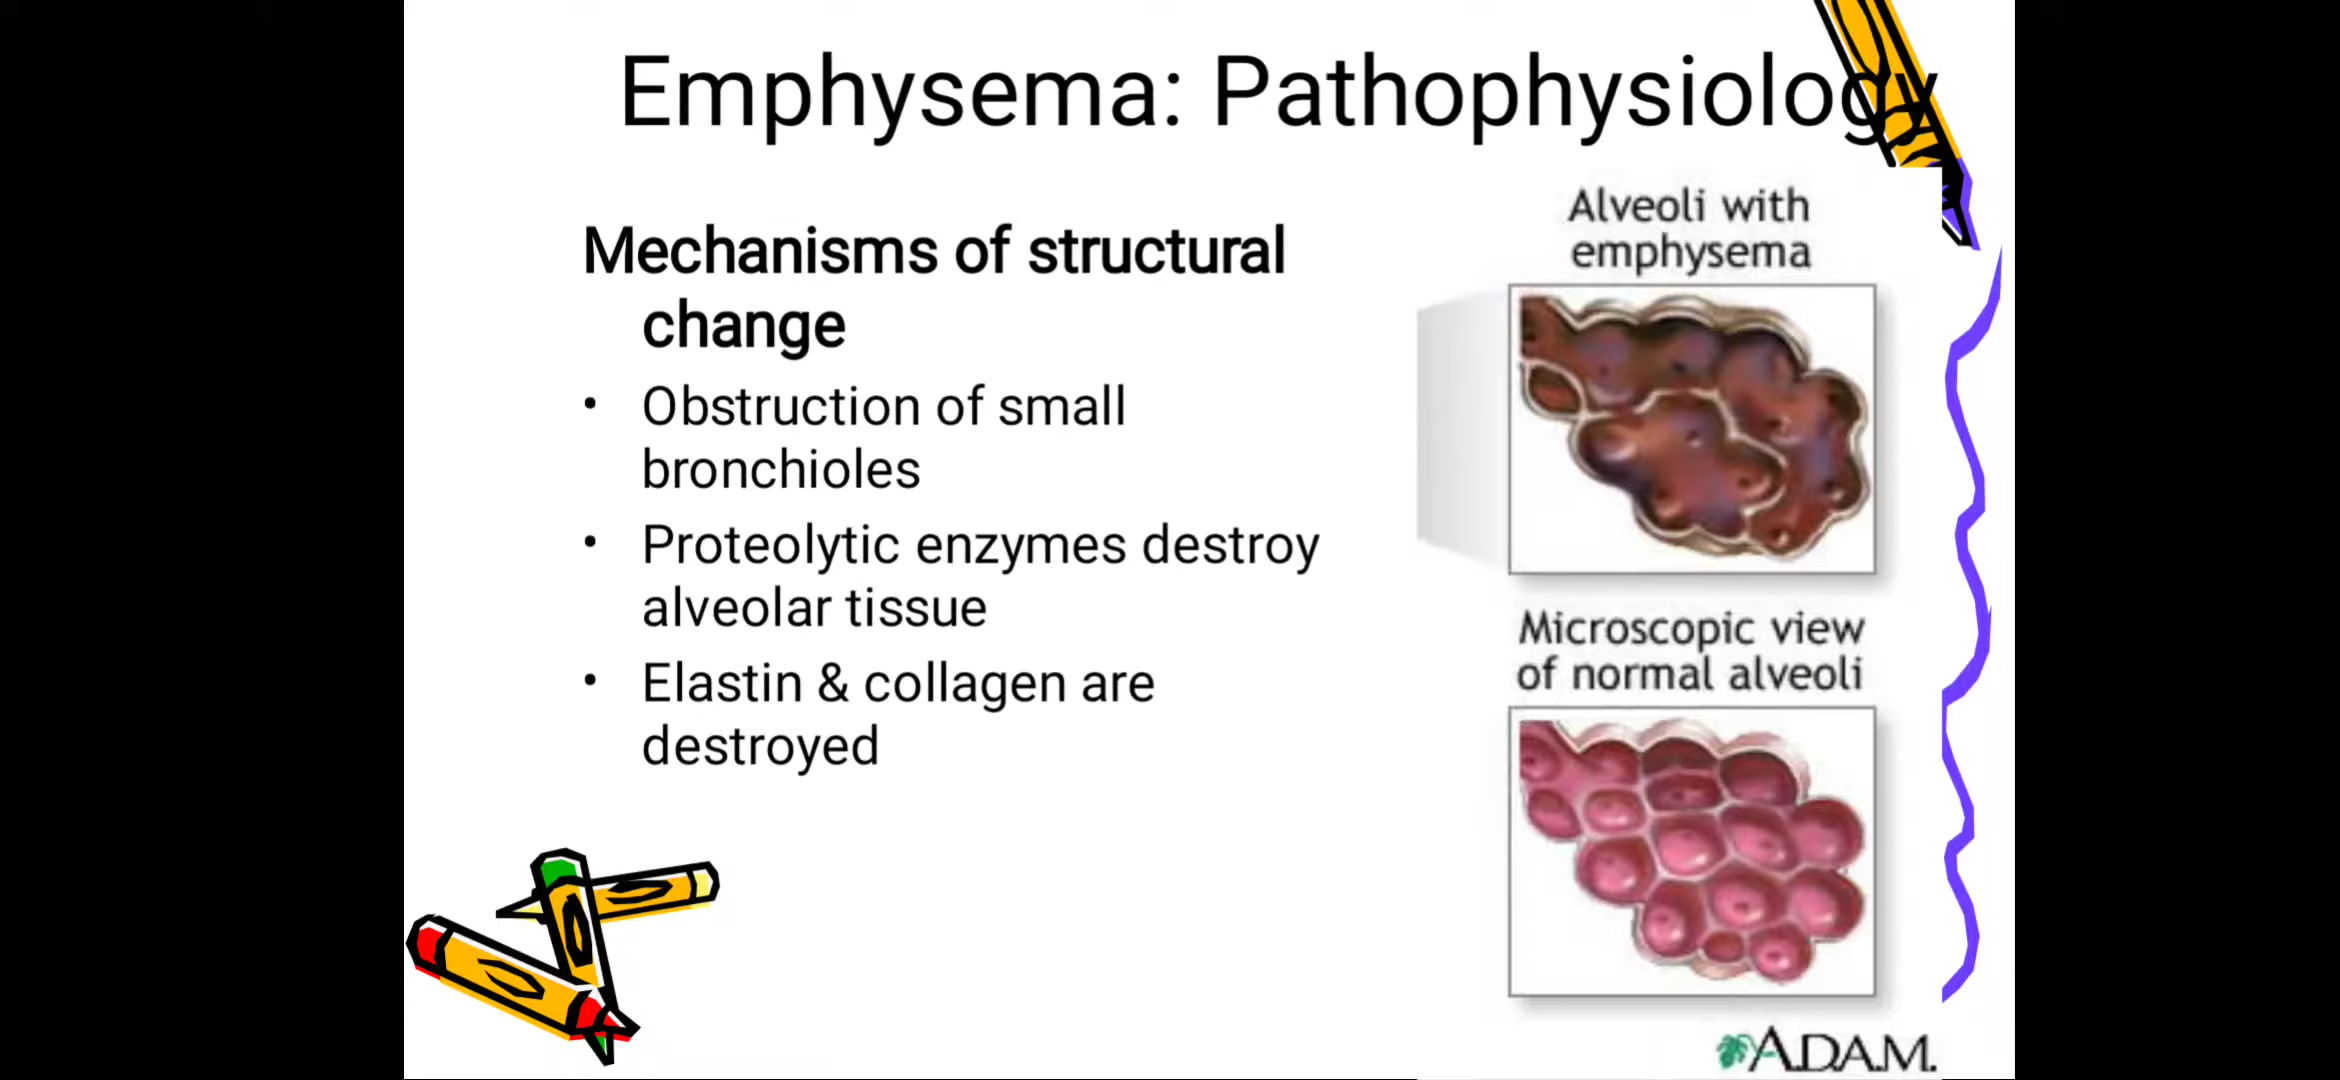 Emphysema: Pathophysiology
Mechanisms of structural
change
• Obstruction of small
bronchioles
• Proteolytic enzymes destroy
alveolar tissue
• Elastin & collagen are
destroyed
Alveoli with
emphysema
Microscopic view
of normal alveoli
A.D.A.M.